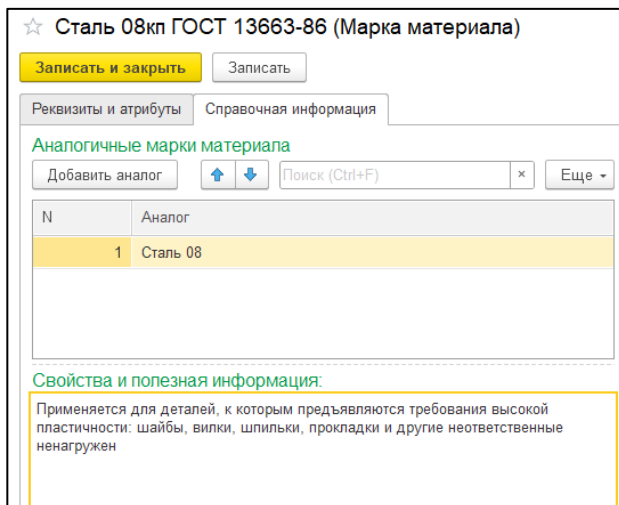 Сталь 08кп ГОСТ 13663-86 (Марка материала)
Записать и закрыть Записать
Реквизиты и атрибуты Справочная информация
Аналогичные марки материала
Добавить аналог Поиск (Ctrl+F) × Еще
N Аналог
1 Сталь 08
Свойства и полезная информация:
Применяется для деталей, к которым предъявляются требования высокой
пластичности: шайбы, вилки, шпильки, прокладки и другие неответственные
ненагружен